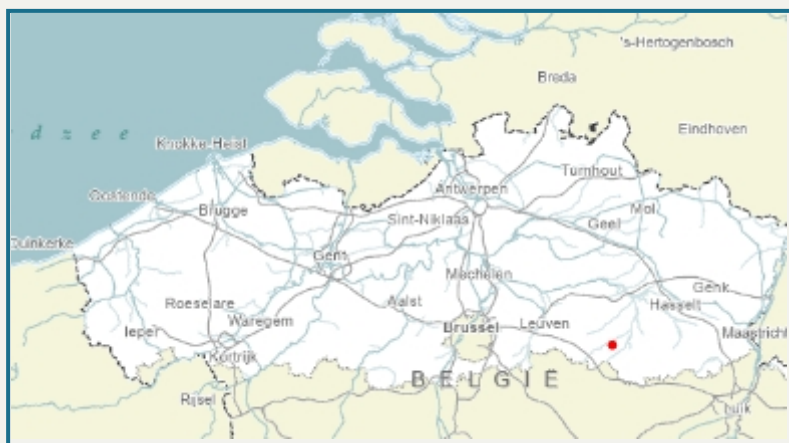 's-Hertogenbosch
Breda
Eindhoven
d z e e
Knokke-Heist
Turnhout
Antwerpen
Oostende
Brugge
Sint-Niklaas
Geel
Mol
Duinkerke
Gent
Mechelen
Genk
Roeselare
Aalst
Hasselt
Ieper
Waregem
Brussel
Leuven
Maastricht
Kortrijk
BELGIË
Rijsel
Luik